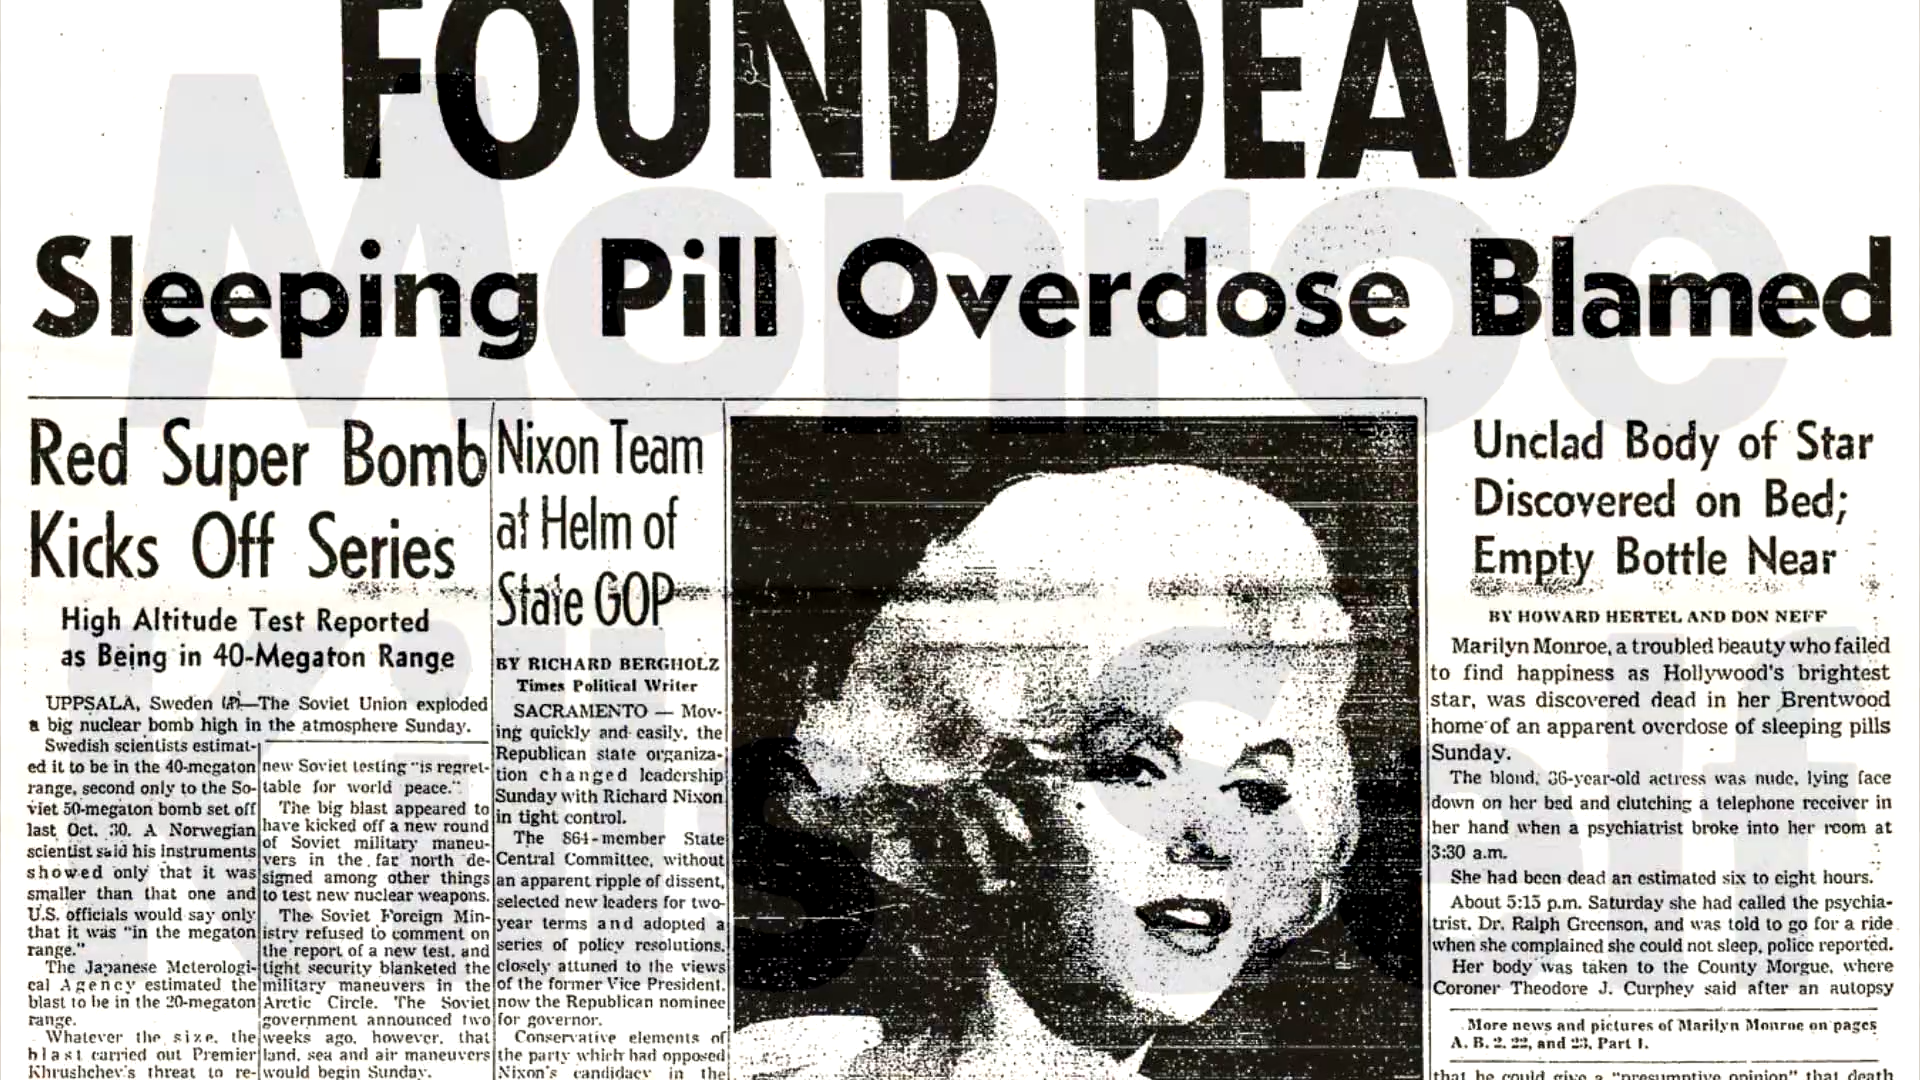 FOUND DEAD
Sleeping Pill Overdose Blamed
Red Super Bomb
Kicks Off Series
High Altitude Test Reported
as Being in 40-Megaton Range
UPPSALA, Sweden (AP)—The Soviet Union exploded
a big nuclear bomb high in the atmosphere Sunday.
Swedish scientists estimat-
ed it to be in the 40-megaton
range, second only to the So-
viet 50-megaton bomb set off
last Oct. 30. A Norwegian
scientist said his instruments
showed only that it was
smaller than that one and
U.S. officials would say only
that it was "in the megaton
range."
The Japanese Meterologi-
cal Agency estimated the
blast to be in the 20-megaton
range.
Whatever the size, the
blast carried out Premier
Khrushchev's threat to re-
new Soviet testing "is regret-
table for world peace."
The big blast appeared to
have kicked off a new round
of Soviet military maneu-
vers in the far north de-
signed among other things
to test new nuclear weapons.
The Soviet Foreign Min-
istry refused to comment on
the report of a new test, and
tight security blanketed the
military maneuvers in the
Arctic Circle. The Soviet
government announced two
weeks ago, however, that
land, sea and air maneuvers
would begin Sunday.
Nixon Team
at Helm of
State GOP
BY RICHARD BERGHOLZ
Times Political Writer
SACRAMENTO — Mov-
ing quickly and easily, the
Republican state organiza-
tion changed leadership
Sunday with Richard Nixon
in tight control.
The 864-member State
Central Committee, without
an apparent ripple of dissent,
selected new leaders for two-
year terms and adopted a
series of policy resolutions,
closely attuned to the views
of the former Vice President,
now the Republican nominee
for governor.
Conservative elements of
the party which had opposed
Nixon's candidacy in the
Unclad Body of Star
Discovered on Bed;
Empty Bottle Near
BY HOWARD HERTEL AND DON NEFF
Marilyn Monroe, a troubled beauty who failed
to find happiness as Hollywood's brightest
star, was discovered dead in her Brentwood
home of an apparent overdose of sleeping pills
Sunday.
The blond, 36-year-old actress was nude, lying face
down on her bed and clutching a telephone receiver in
her hand when a psychiatrist broke into her room at
3:30 a.m.
She had been dead an estimated six to eight hours.
About 5:15 p.m. Saturday she had called the psychia-
trist, Dr. Ralph Greenson, and was told to go for a ride
when she complained she could not sleep, police reported.
Her body was taken to the County Morgue, where
Coroner Theodore J. Curphey said after an autopsy
More news and pictures of Marilyn Monroe on pages
A, B, 2, 22, and 23, Part 1.
that he could give a "presumptive opinion" that death
Monroe